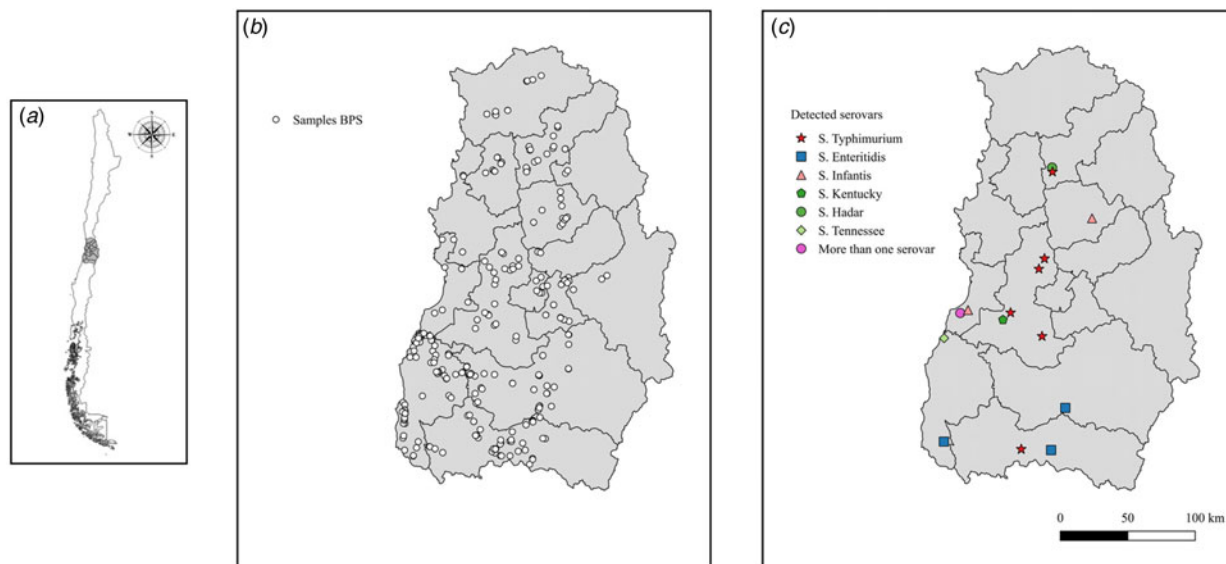 (a)
(b)
Samples BPS
(c)
Detected serovars
S. Typhimurium
S. Enteritidis
S. Infantis
S. Kentucky
S. Hadar
S. Tennessee
More than one serovar
0 50 100 km